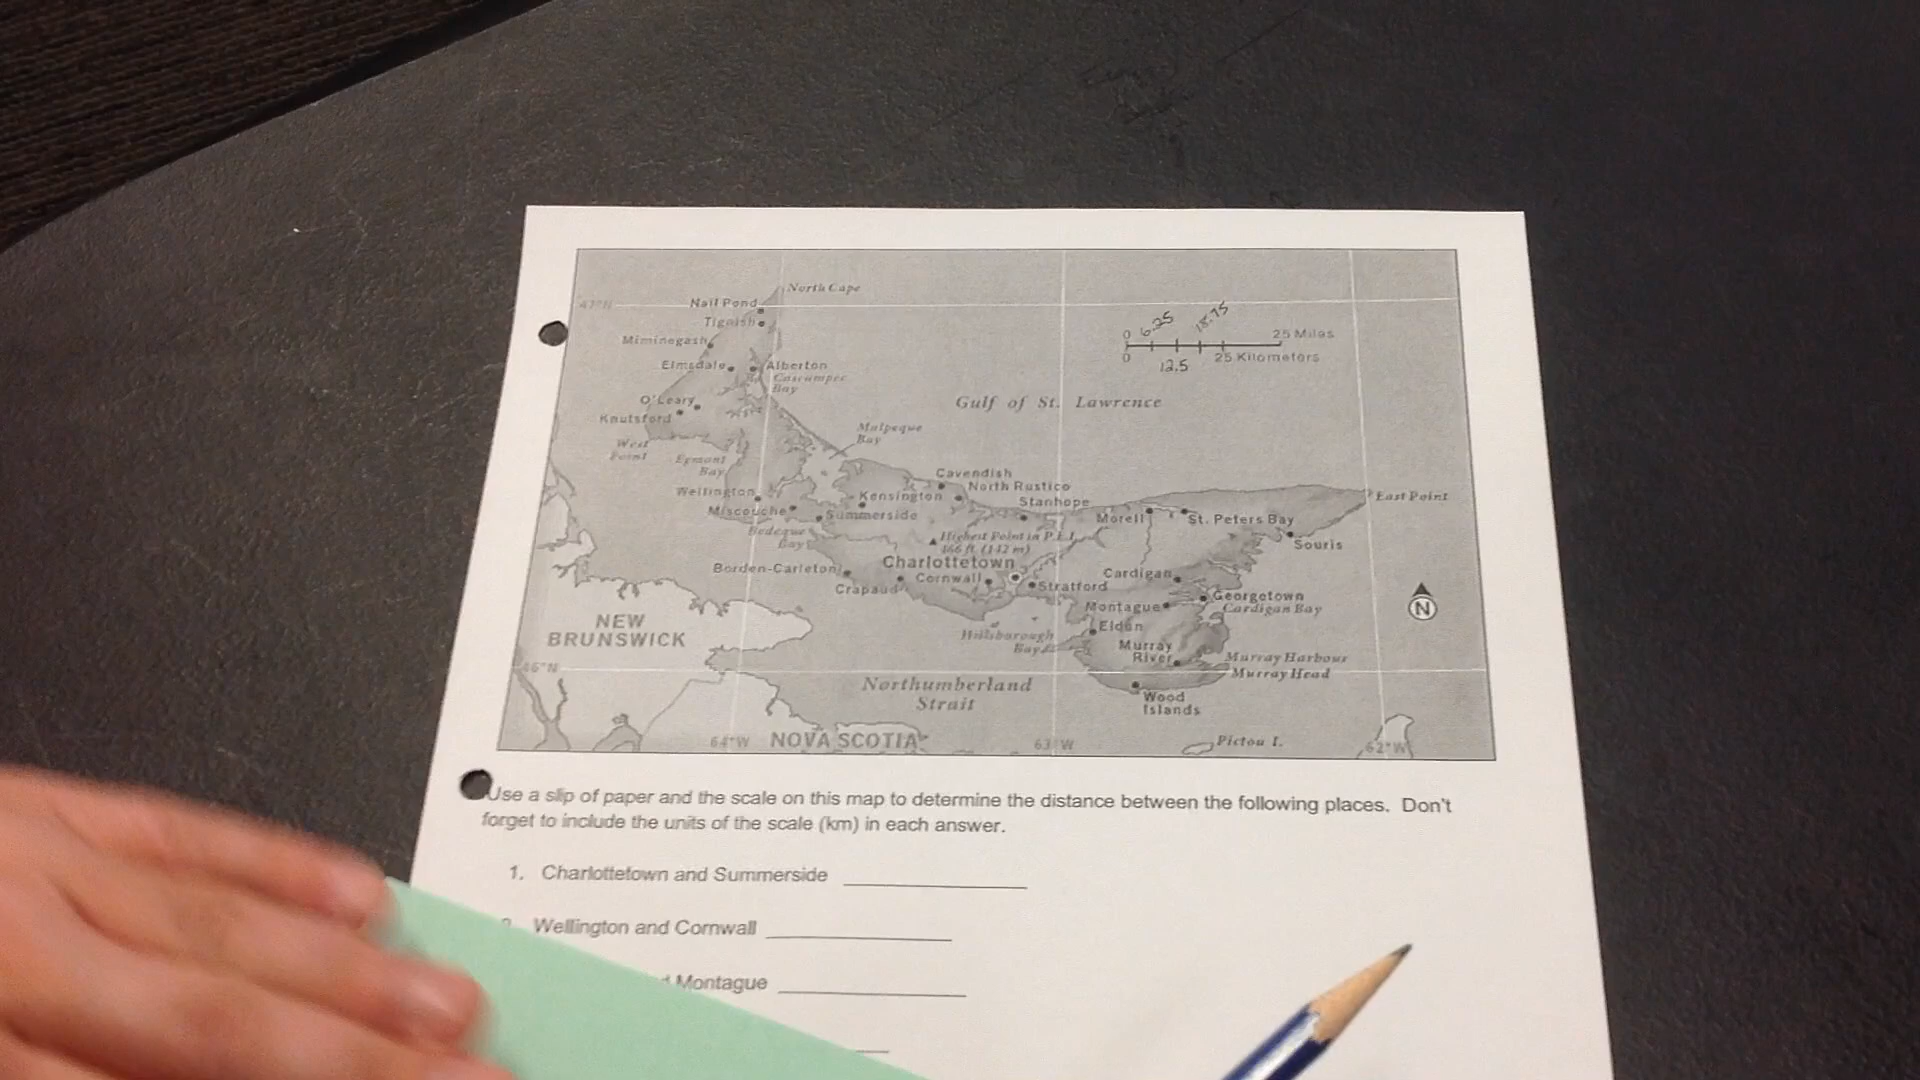 North Cape
47°N
Nail Pond
Tignish
Miminegash
Elmsdale
Alberton
Cascumpec
Bay
O'Leary
Knutsford
West
Point
Egmont
Bay
Malpeque
Bay
0 6.25 18.75 25 Miles
0 12.5 25 Kilometers
Gulf of St. Lawrence
Cavendish
North Rustico
Stanhope
Wellington
Kensington
Miscouche
Summerside
Bedeque
Bay
Morell
St. Peters Bay
East Point
Souris
Highest Point in P.E.I.
466 ft. (142 m)
Charlottetown
Borden-Carleton
Cornwall
Crapaud
Stratford
Cardigan
Georgetown
Cardigan Bay
Montague
Eldon
Hillsborough
Bay
Murray
River
Murray Harbour
Murray Head
Wood
Islands
N
NEW
BRUNSWICK
46°N
Northumberland
Strait
64°W
NOVA SCOTIA
63°W
Pictou I.
62°W
Use a slip of paper and the scale on this map to determine the distance between the following places. Don't
forget to include the units of the scale (km) in each answer.
1. Charlottetown and Summerside
Wellington and Cornwall
Montague